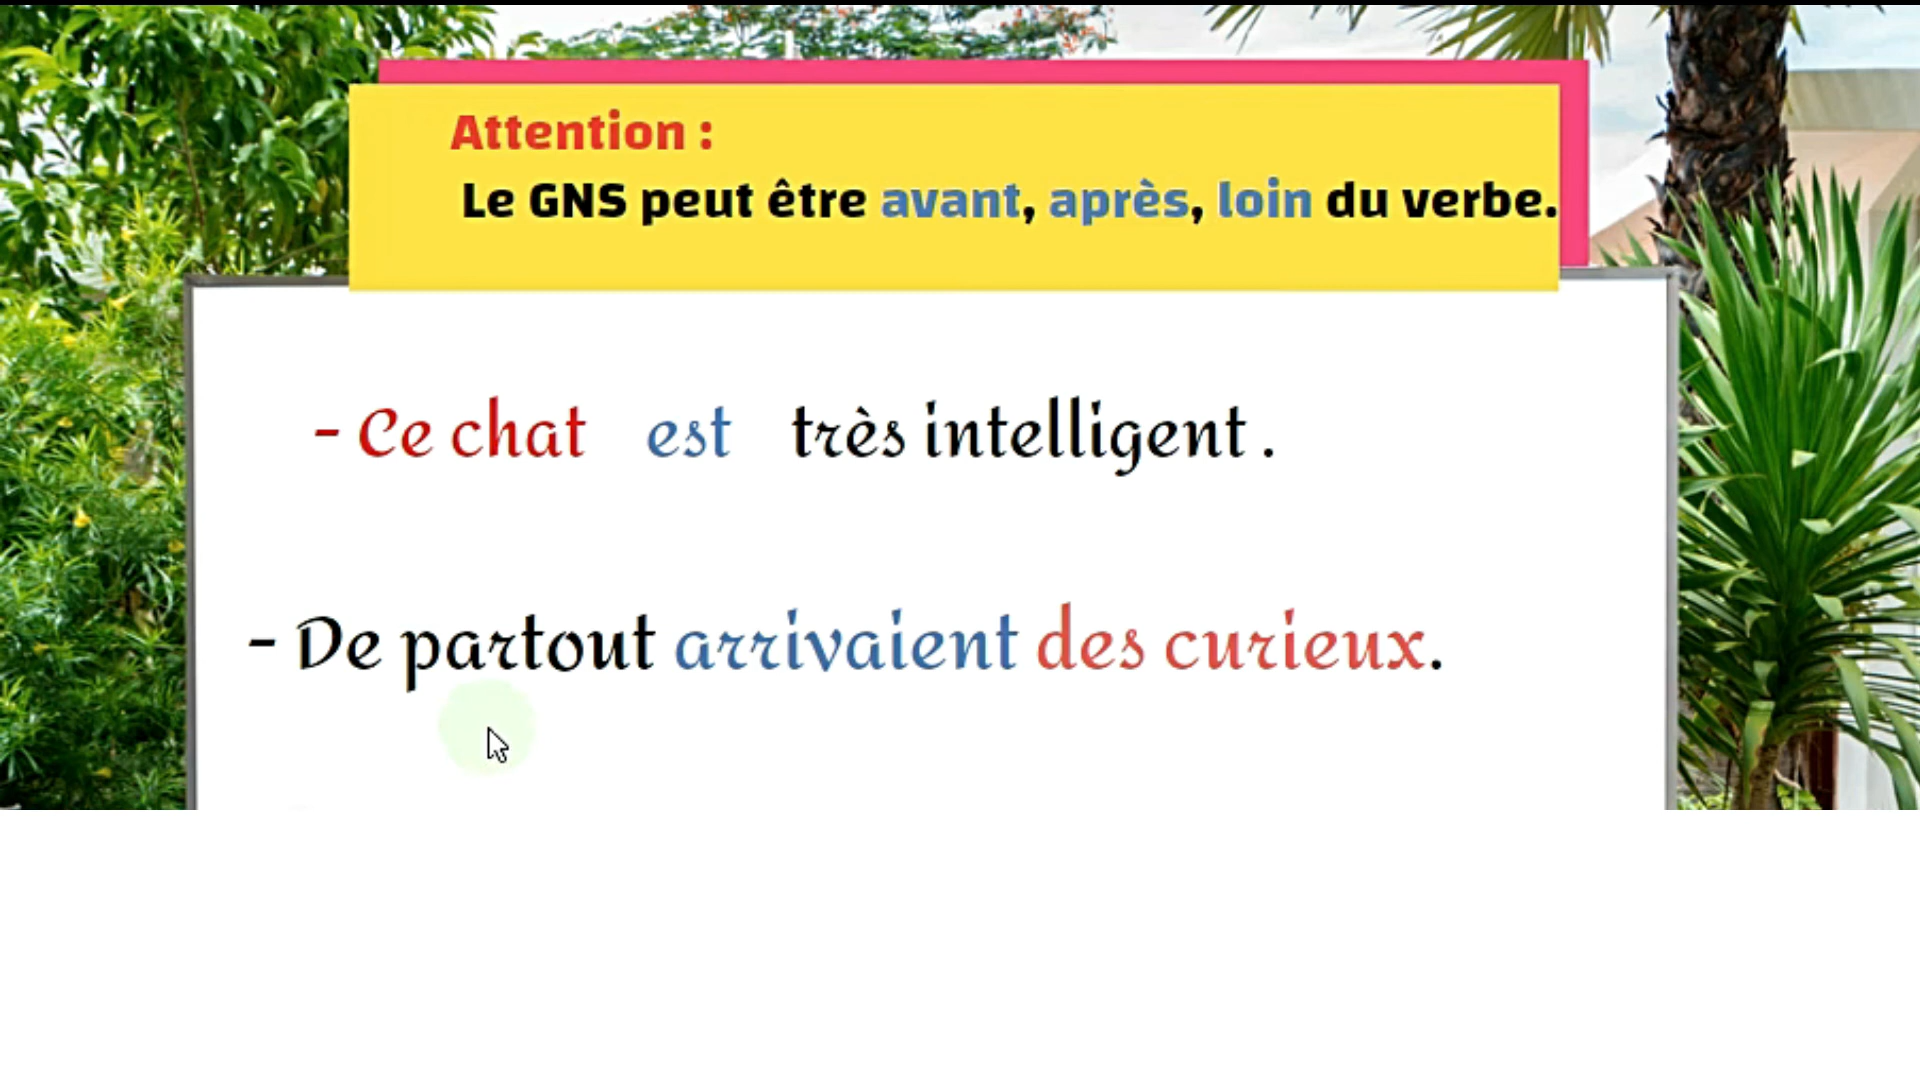 Attention :
Le GNS peut être avant, après, loin du verbe.
- Ce chat est très intelligent .
- De partout arrivaient des curieux.